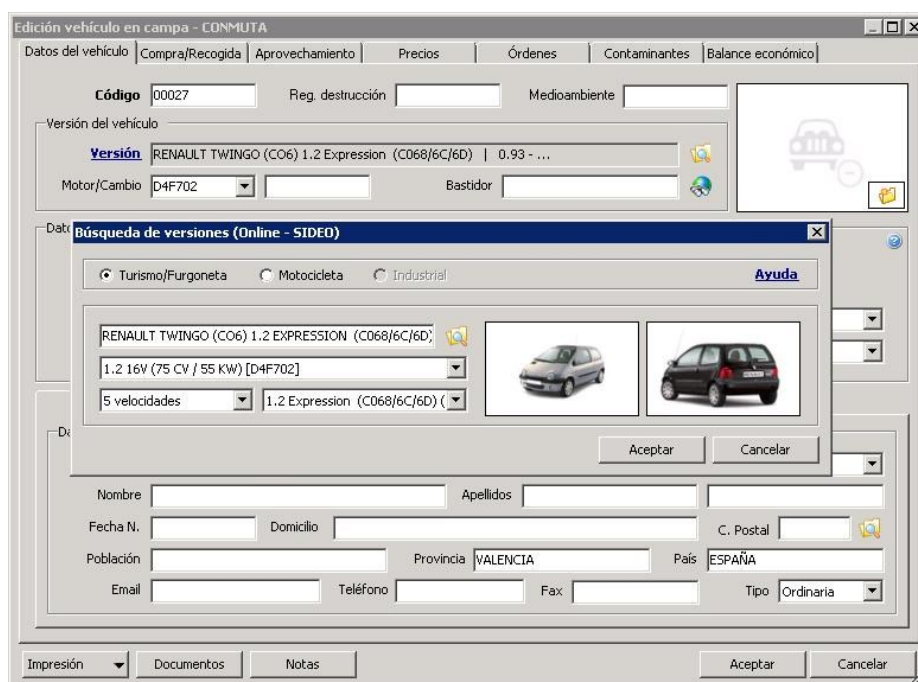 Edición vehículo en campa - CONMUTA
Datos del vehículo Compra/Recogida Aprovechamiento Precios Órdenes Contaminantes Balance económico
Código 00027 Reg. destrucción Medioambiente
Versión del vehículo
Versión RENAULT TWINGO (CO6) 1.2 Expression (C068/6C/6D) | 0.93 - ...
Motor/Cambio D4F702 Bastidor
Búsqueda de versiones (Online - SIDEO)
Turismo/Furgoneta Motocicleta Industrial Ayuda
RENAULT TWINGO (CO6) 1.2 EXPRESSION (C068/6C/6D)
1.2 16V (75 CV / 55 KW) [D4F702]
5 velocidades 1.2 Expression (C068/6C/6D) (
Aceptar Cancelar
Nombre Apellidos
Fecha N. Domicilio C. Postal
Población Provincia VALENCIA País ESPAÑA
Email Teléfono Fax Tipo Ordinaria
Impresión Documentos Notas Aceptar Cancelar